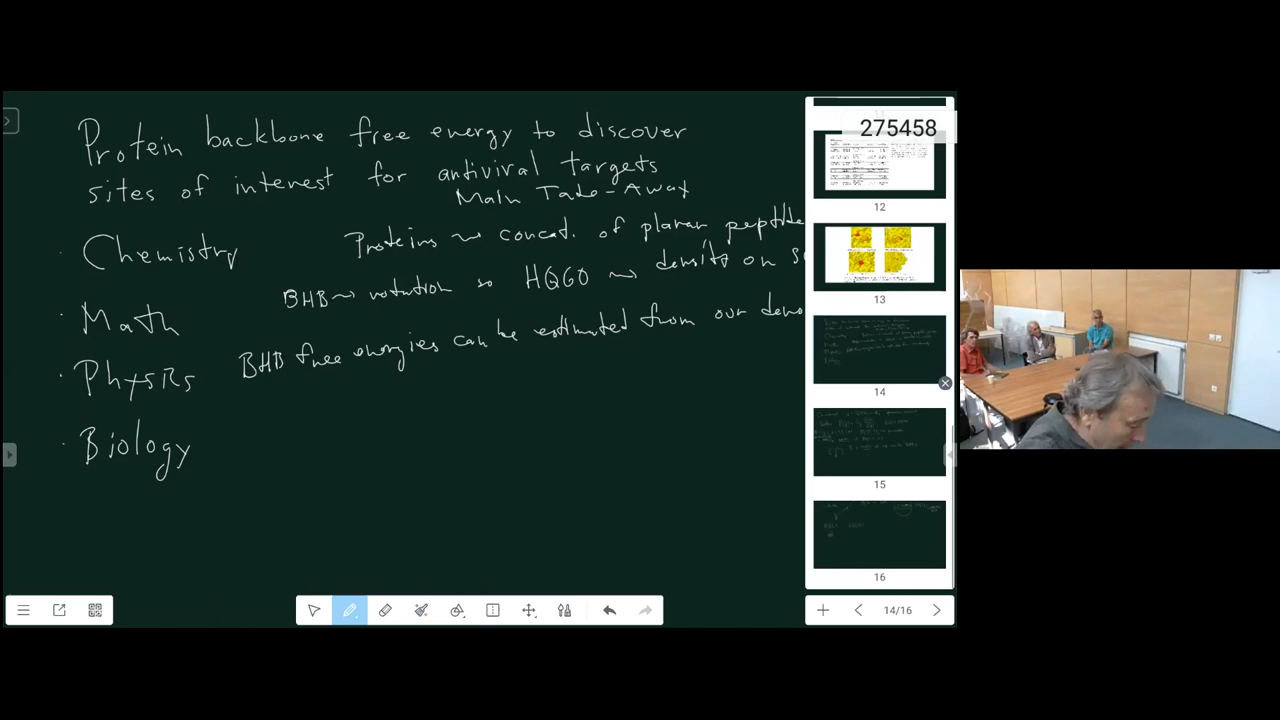 Protein backbone free energy to discover
sites of interest for antiviral targets
Main Take-Away
· Chemistry Proteins ~> concat. of planar peptide
· Math BHB ~> rotution so HQGO ~> density on
· Physics BHB free energies can be estimated from our
· Biology
275458
12
13
14
15
16
14/16